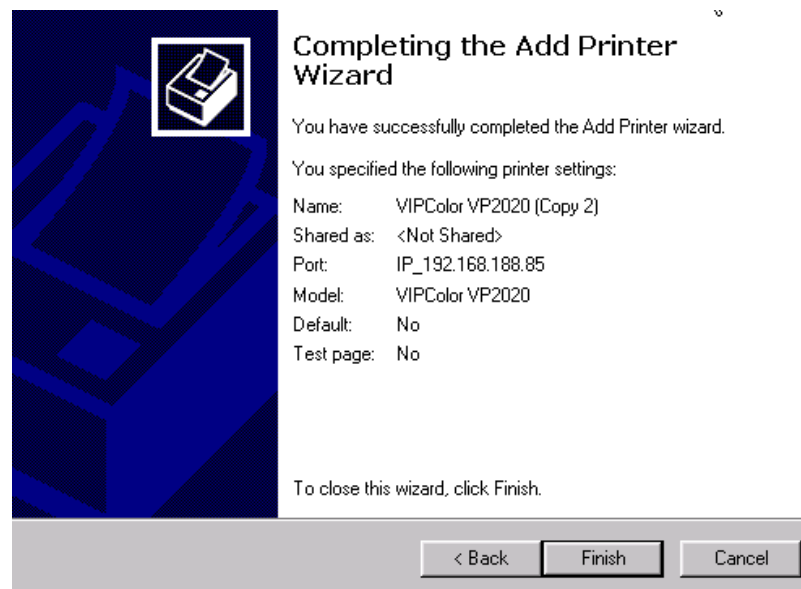 Completing the Add Printer
Wizard
You have successfully completed the Add Printer wizard.
You specified the following printer settings:
Name: VIPColor VP2020 (Copy 2)
Shared as: <Not Shared>
Port: IP_192.168.188.85
Model: VIPColor VP2020
Default: No
Test page: No
To close this wizard, click Finish.
< Back Finish Cancel